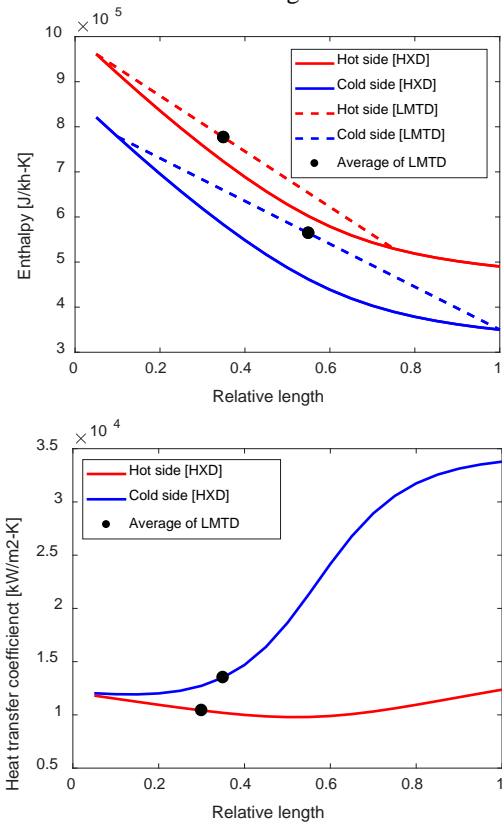 × 10 5
10
9
8
7
6
5
4
3
Enthalpy [J/kh-K]
Hot side [HXD]
Cold side [HXD]
Hot side [LMTD]
Cold side [LMTD]
Average of LMTD
0 0.2 0.4 0.6 0.8 1
Relative length
× 10 4
3.5
3
2.5
2
1.5
1
0.5
Heat transfer coefficienct [kW/m2-K]
Hot side [HXD]
Cold side [HXD]
Average of LMTD
0 0.2 0.4 0.6 0.8 1
Relative length